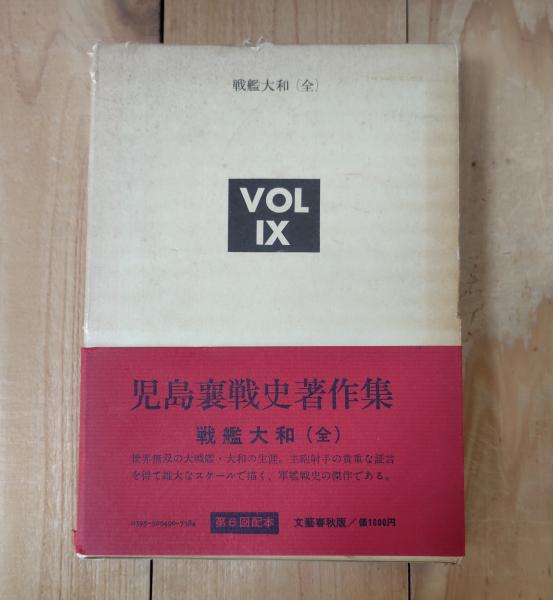 戦艦大和(全)
VOL
IX
児島襄戦史著作集
戦艦大和(全)
世界無双の大戦艦・大和の生涯。主砲射手の貴重な証言
を得て雄大なスケールで描く、軍艦戦史の傑作である。
0395-500490-7384 第6回配本 文藝春秋版/価1600円